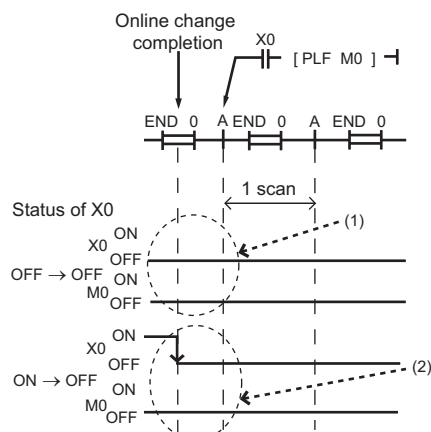 Online change
completion
X0
[ PLF M0 ]
END 0 A END 0 A END 0
1 scan
Status of X0
(1)
ON
X0
OFF
OFF → OFF
ON
M0
OFF
ON
X0
OFF
ON → OFF
ON
(2)
M0
OFF